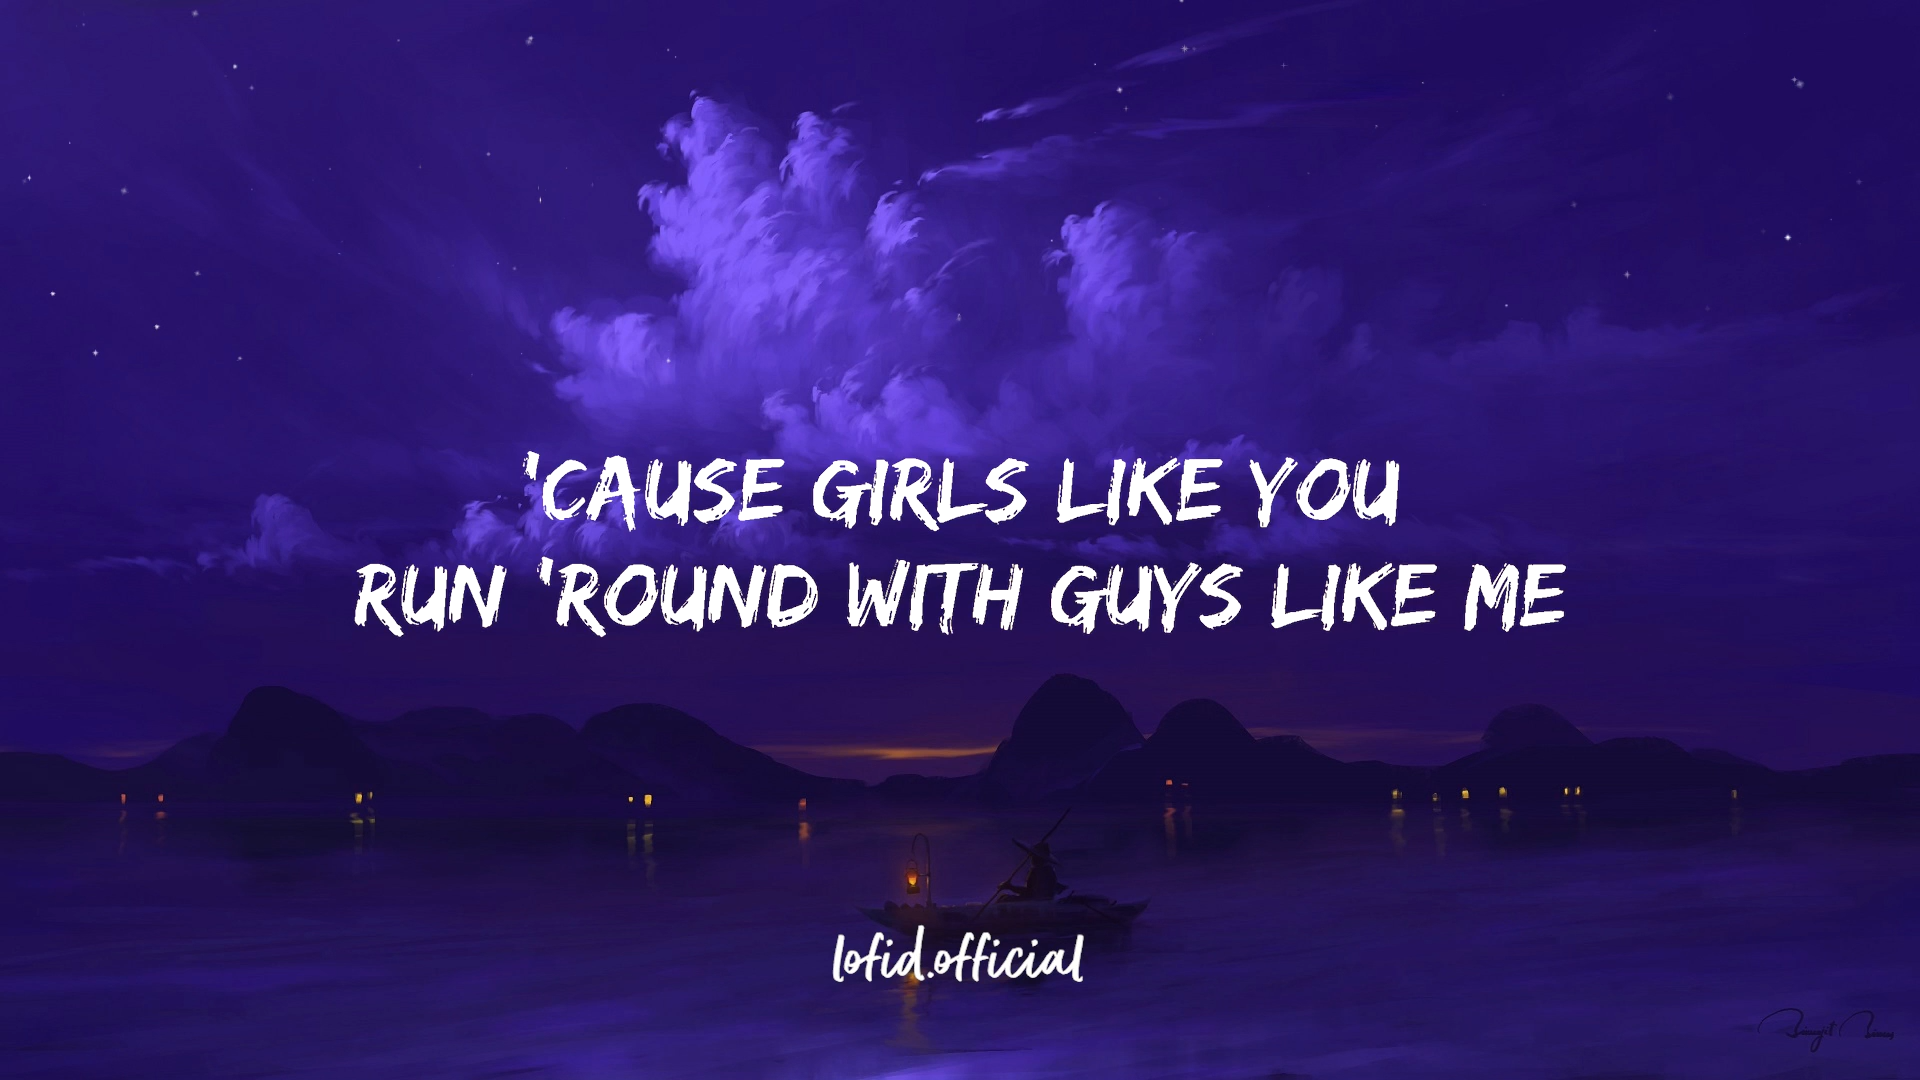 'CAUSE GIRLS LIKE YOU
RUN 'ROUND WITH GUYS LIKE ME
lofid.official